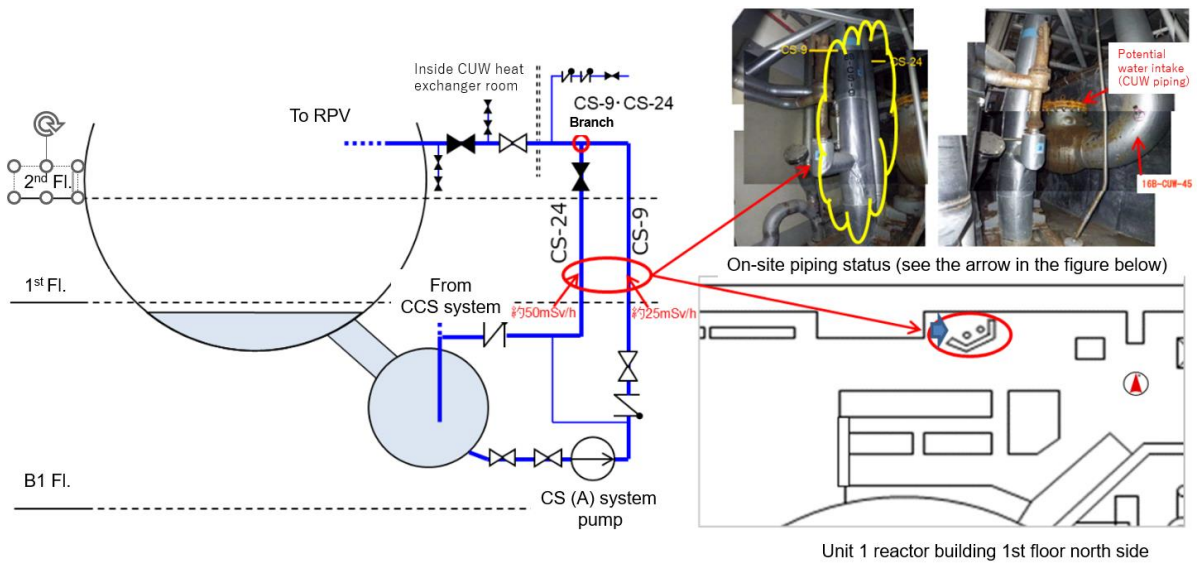 Inside CUW heat
exchanger room
To RPV
CS-9・CS-24
Branch
2nd Fl.
CS-24
CS-9
1st Fl.
From
CCS system
約50mSv/h
約25mSv/h
B1 Fl.
CS (A) system
pump
CS-9
CS-24
Potential
water intake
(CUW piping)
16B-CUW-45
On-site piping status (see the arrow in the figure below)
Unit 1 reactor building 1st floor north side